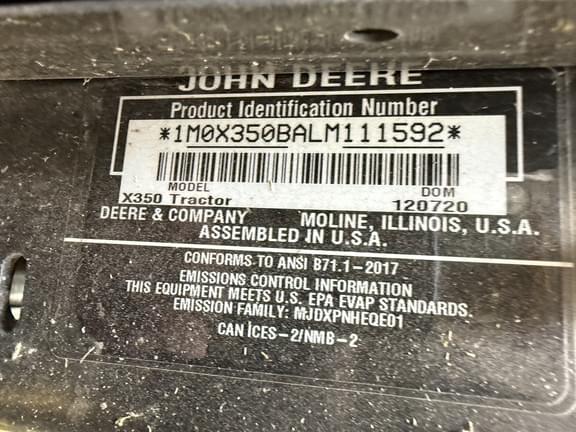 JOHN DEERE
Product Identification Number
*1M0X350BALM111592*
MODEL DOM
X350 Tractor 120720
DEERE & COMPANY MOLINE, ILLINOIS, U.S.A.
ASSEMBLED IN U.S.A.
CONFORMS TO ANSI B71.1-2017
EMISSIONS CONTROL INFORMATION
THIS EQUIPMENT MEETS U.S. EPA EVAP STANDARDS.
EMISSION FAMILY: MJDXPNHEQE01
CAN ICES-2/NMB-2